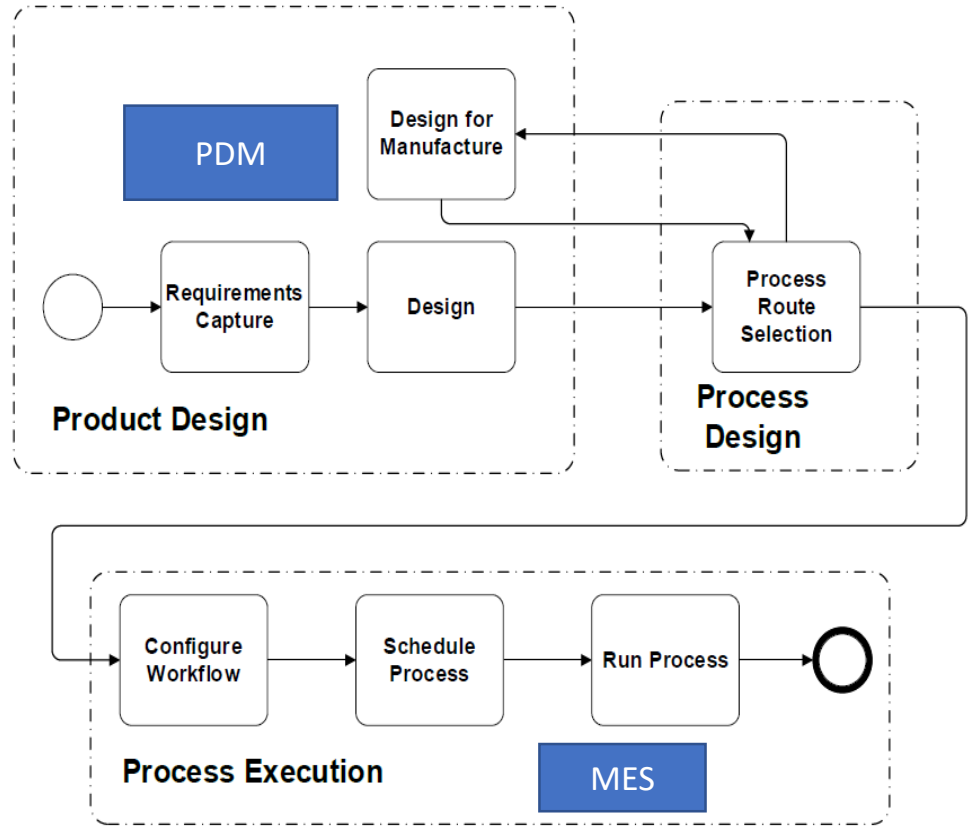 PDM
Design for
Manufacture
Requirements
Capture
Design
Process
Route
Selection
Product Design
Process
Design
Configure
Workflow
Schedule
Process
Run Process
Process Execution
MES